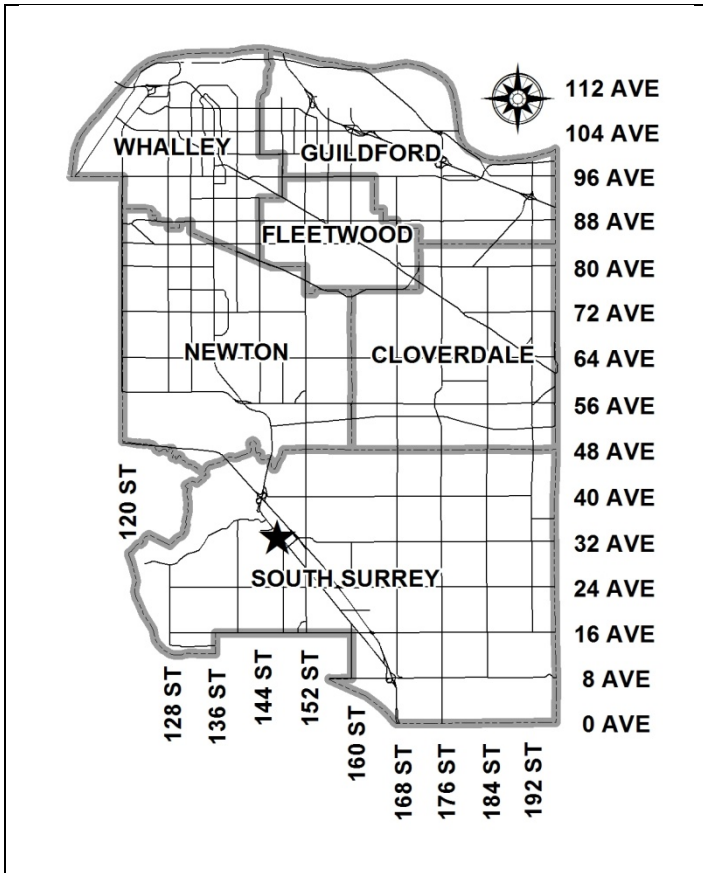 112 AVE
104 AVE
WHALLEY
GUILDFORD
96 AVE
88 AVE
FLEETWOOD
80 AVE
72 AVE
NEWTON
CLOVERDALE
64 AVE
56 AVE
48 AVE
120 ST
40 AVE
32 AVE
SOUTH SURREY
24 AVE
16 AVE
8 AVE
0 AVE
128 ST
136 ST
144 ST
152 ST
160 ST
168 ST
176 ST
184 ST
192 ST